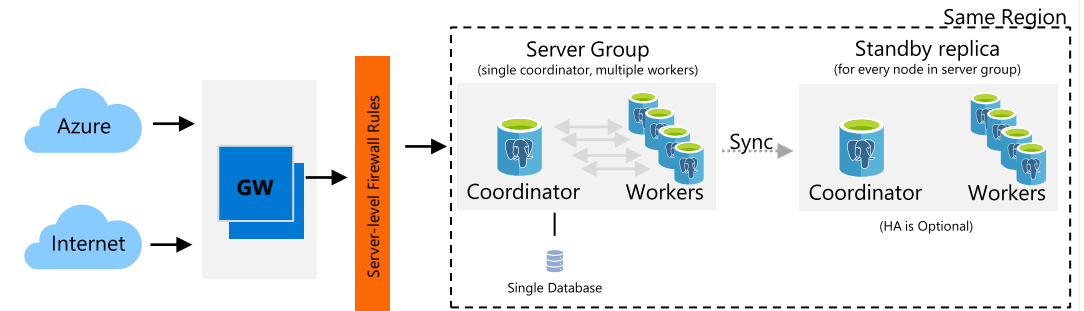 Same Region
Azure
Internet
GW
Server-level Firewall Rules
Server Group
(single coordinator, multiple workers)
Coordinator
Workers
Single Database
Sync
Standby replica
(for every node in server group)
Coordinator
Workers
(HA is Optional)